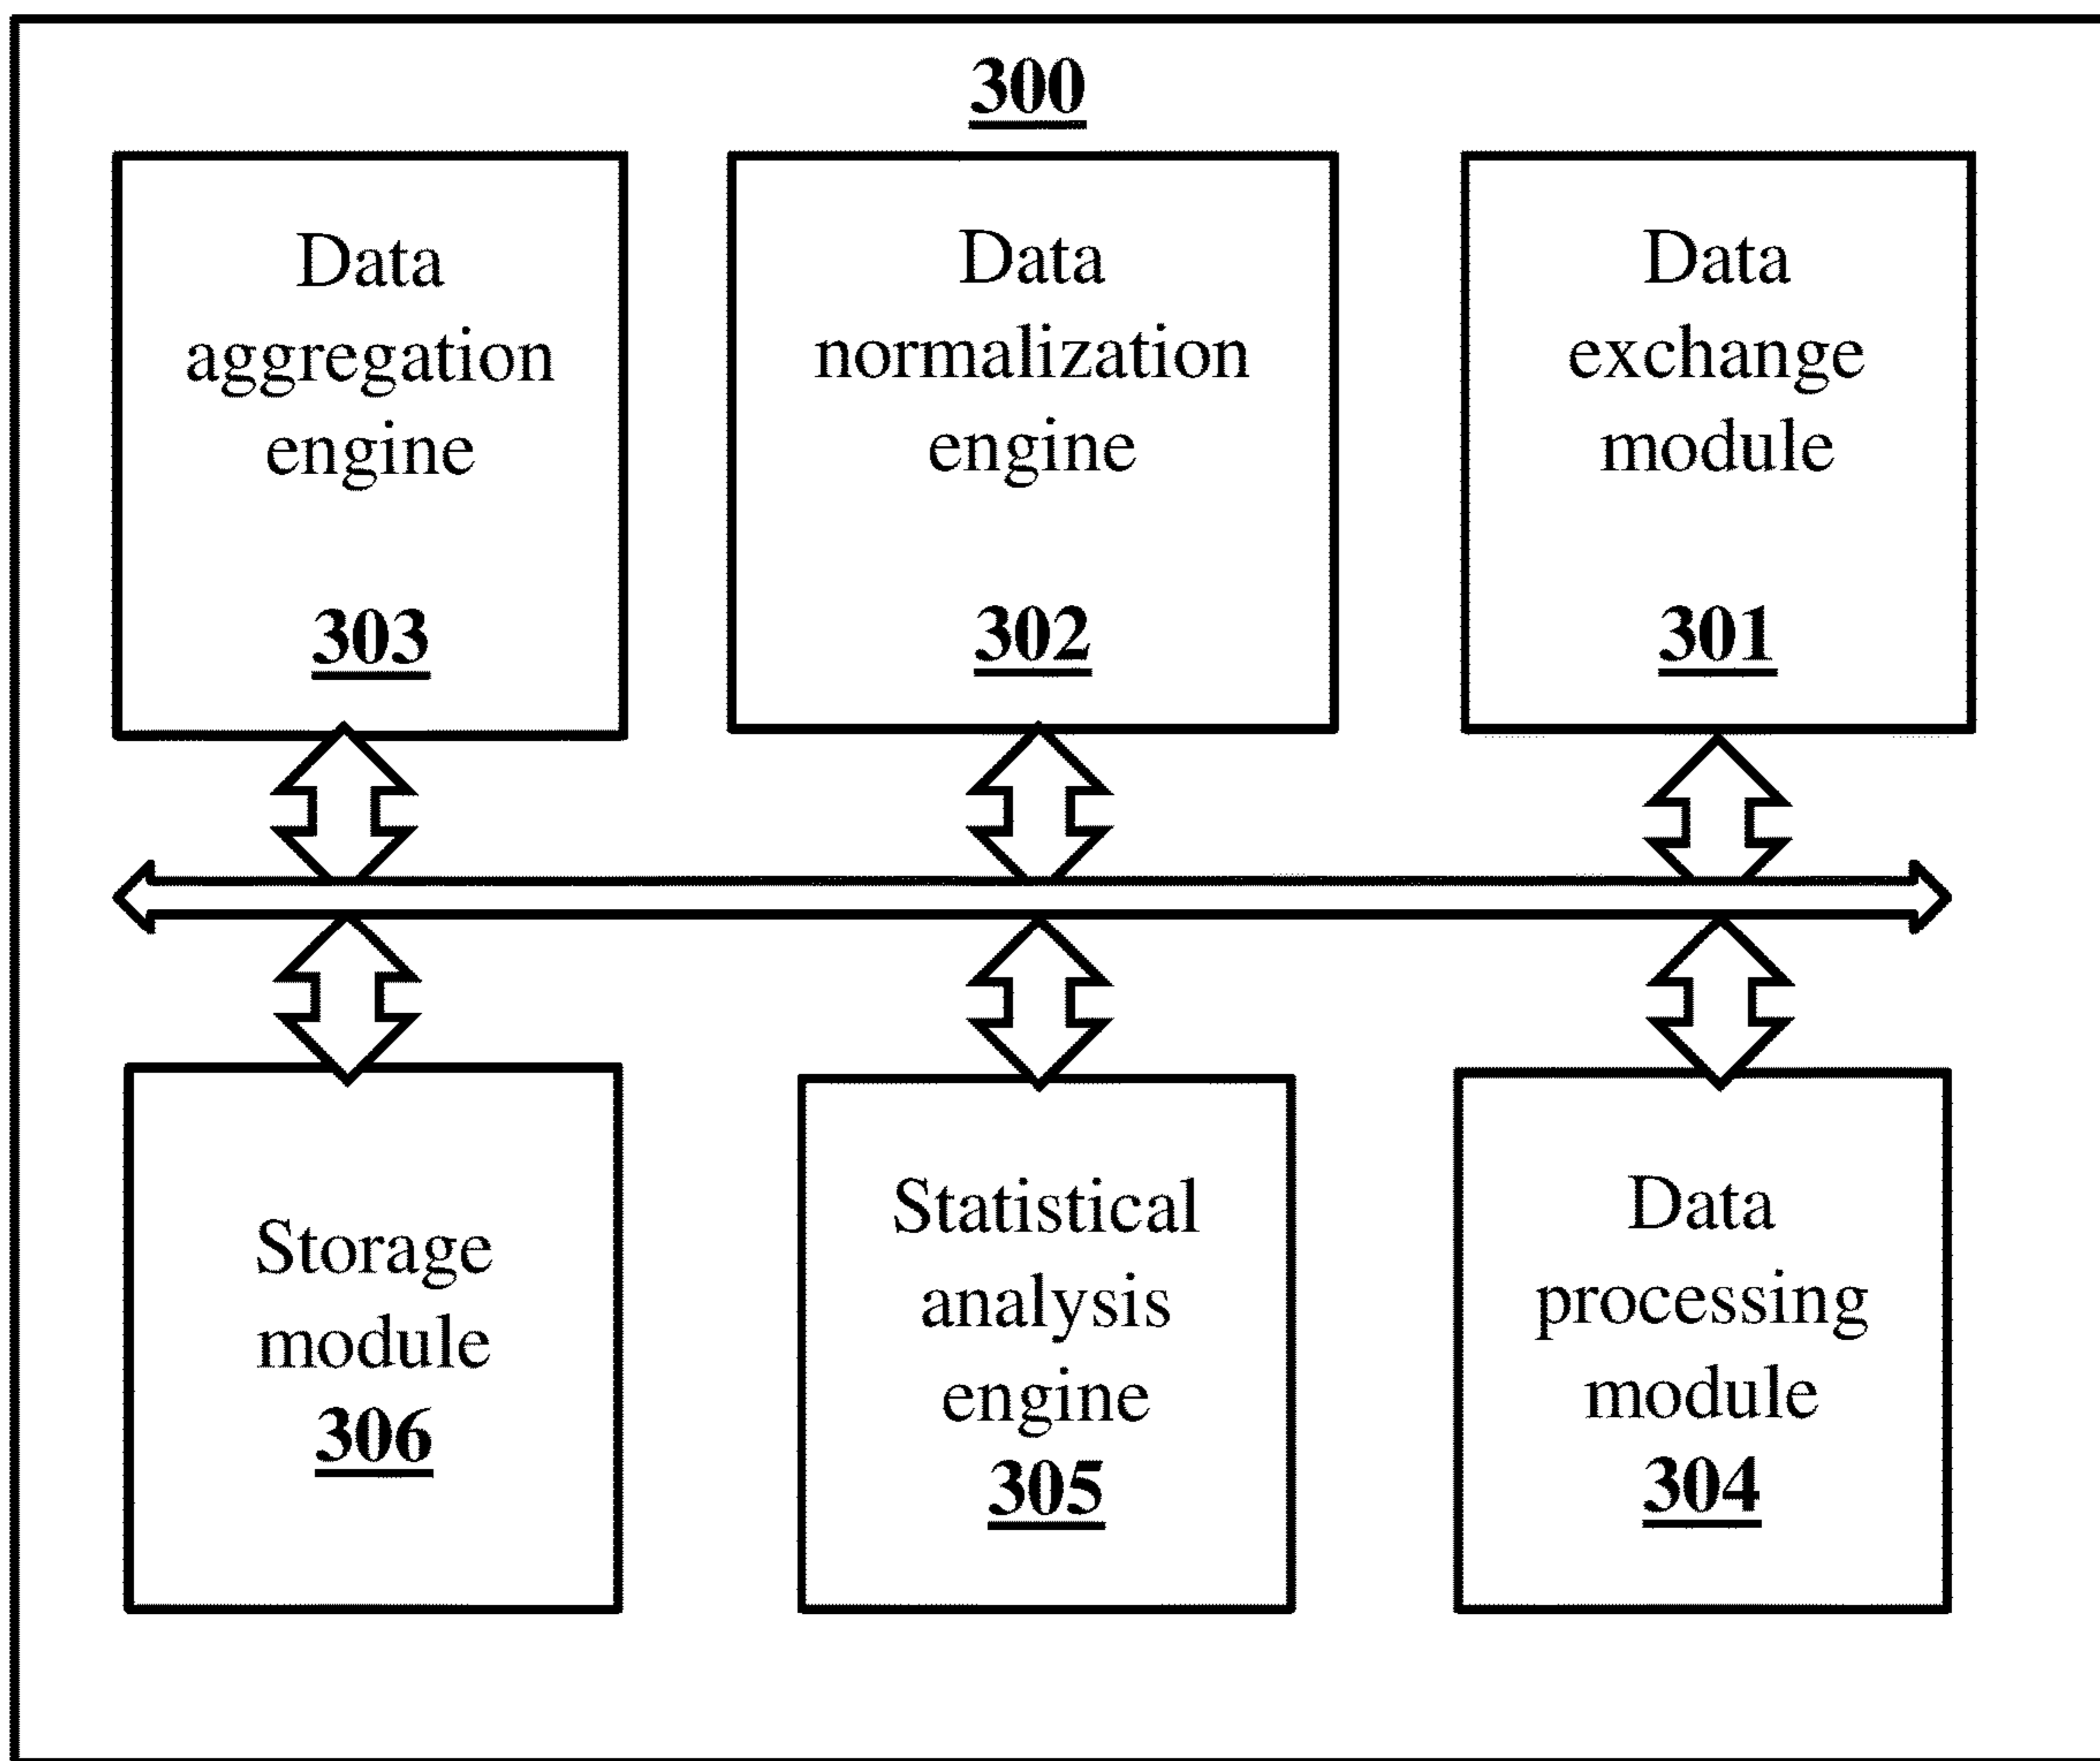 300
Data
aggregation
engine
303
Data
normalization
engine
302
Data
exchange
module
301
Storage
module
306
Statistical
analysis
engine
305
Data
processing
module
304